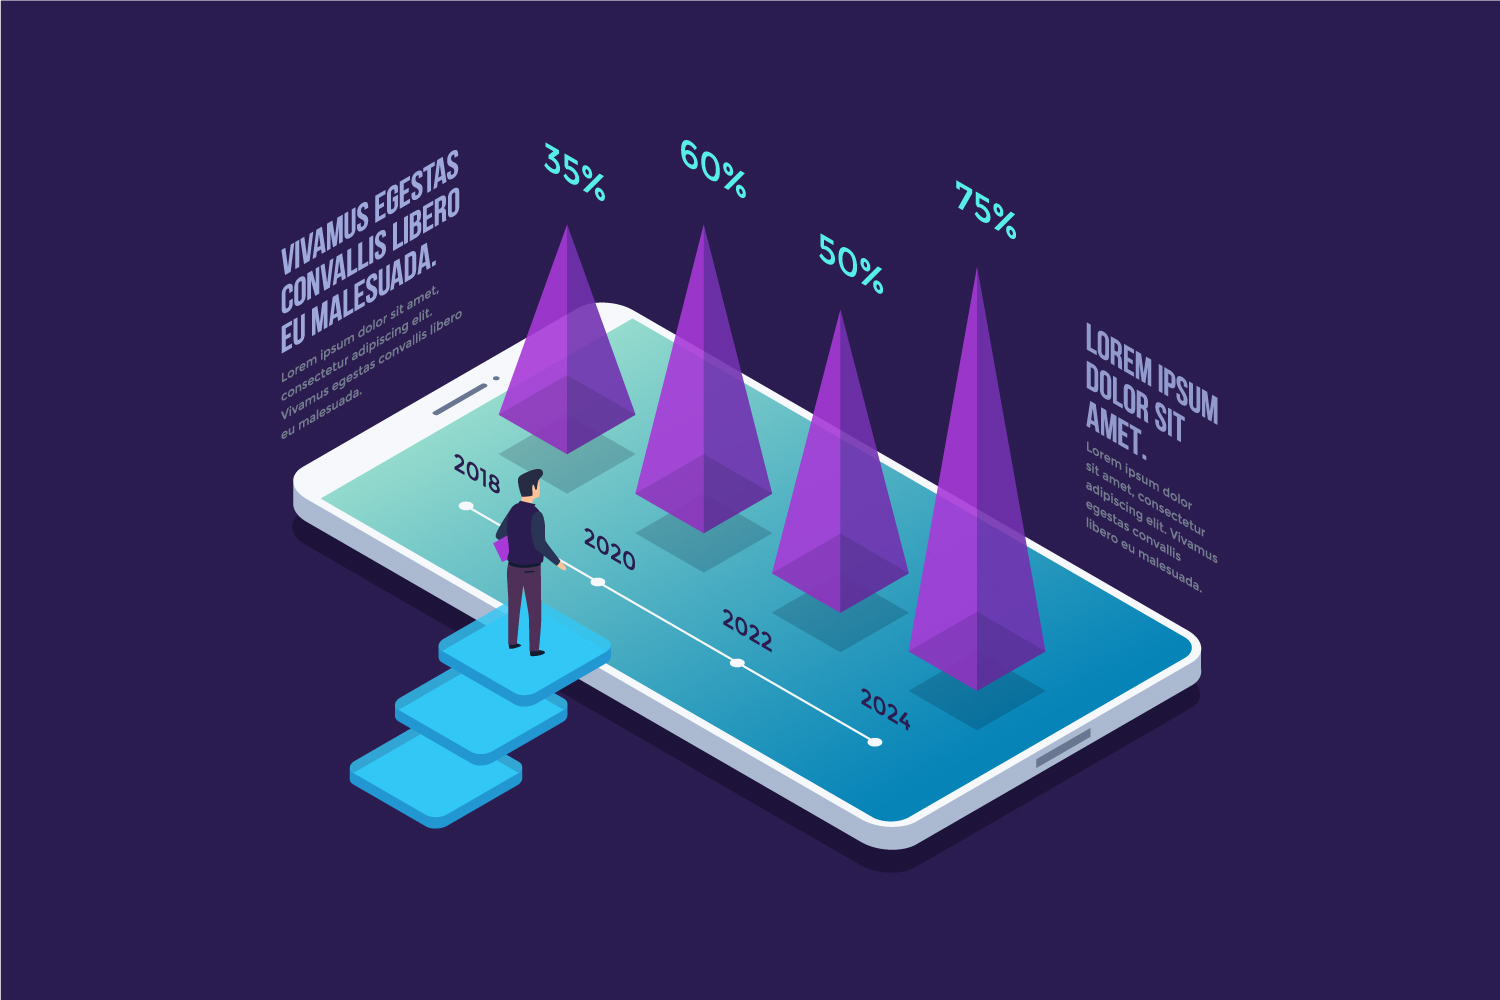 VIVAMUS EGESTAS
CONVALLIS LIBERO
EU MALESUADA.
Lorem ipsum dolor sit amet,
consectetur adipiscing elit.
Vivamus egestas convallis libero
eu malesuada.
35%
60%
50%
75%
2018
2020
2022
2024
LOREM IPSUM
DOLOR SIT
AMET.
Lorem ipsum dolor
sit amet, consectetur
adipiscing elit. Vivamus
egestas convallis
libero eu malesuada.